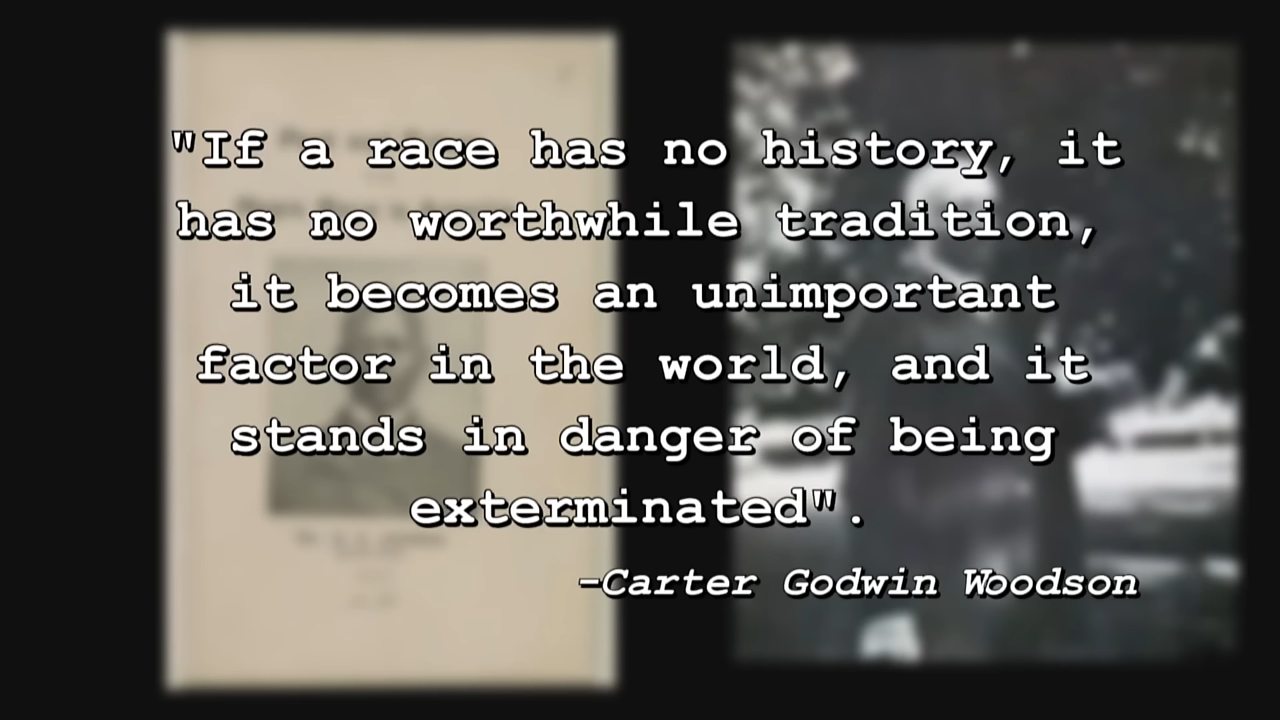 "If a race has no history, it
has no worthwhile tradition,
it becomes an unimportant
factor in the world, and it
stands in danger of being
exterminated".
-Carter Godwin Woodson